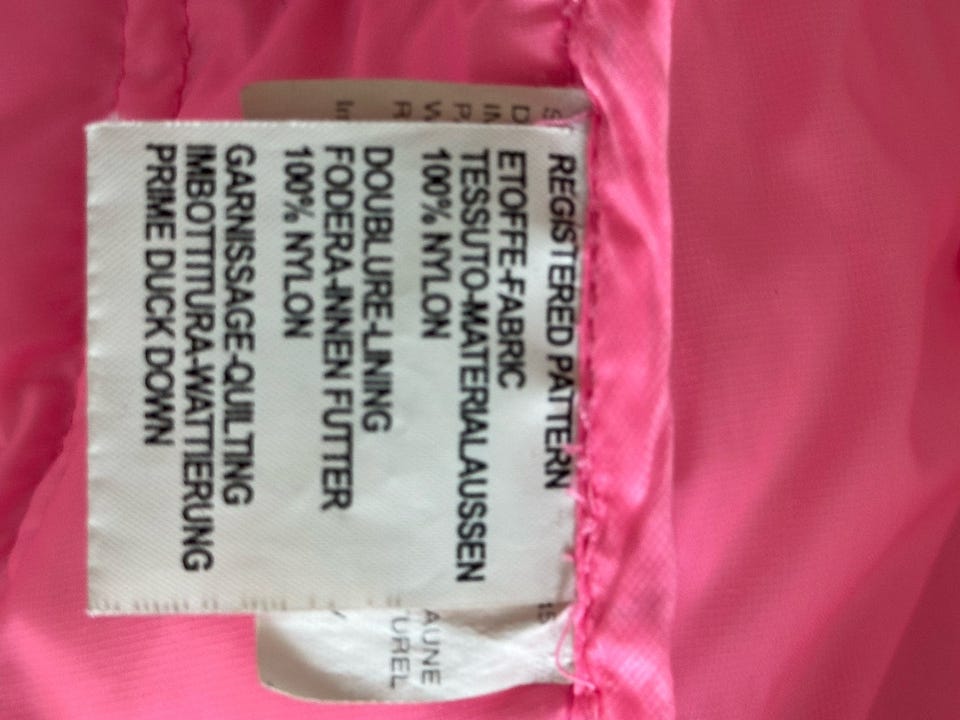 REGISTERED PATTERN
ETOFFE-FABRIC
TESSUTO-MATERIALAUSSEN
100% NYLON
DOUBLURE-LINING
FODERA-INNEN FUTTER
100% NYLON
GARNISSAGE-QUILTING
IMBOTTITURA-WATTIERUNG
PRIME DUCK DOWN